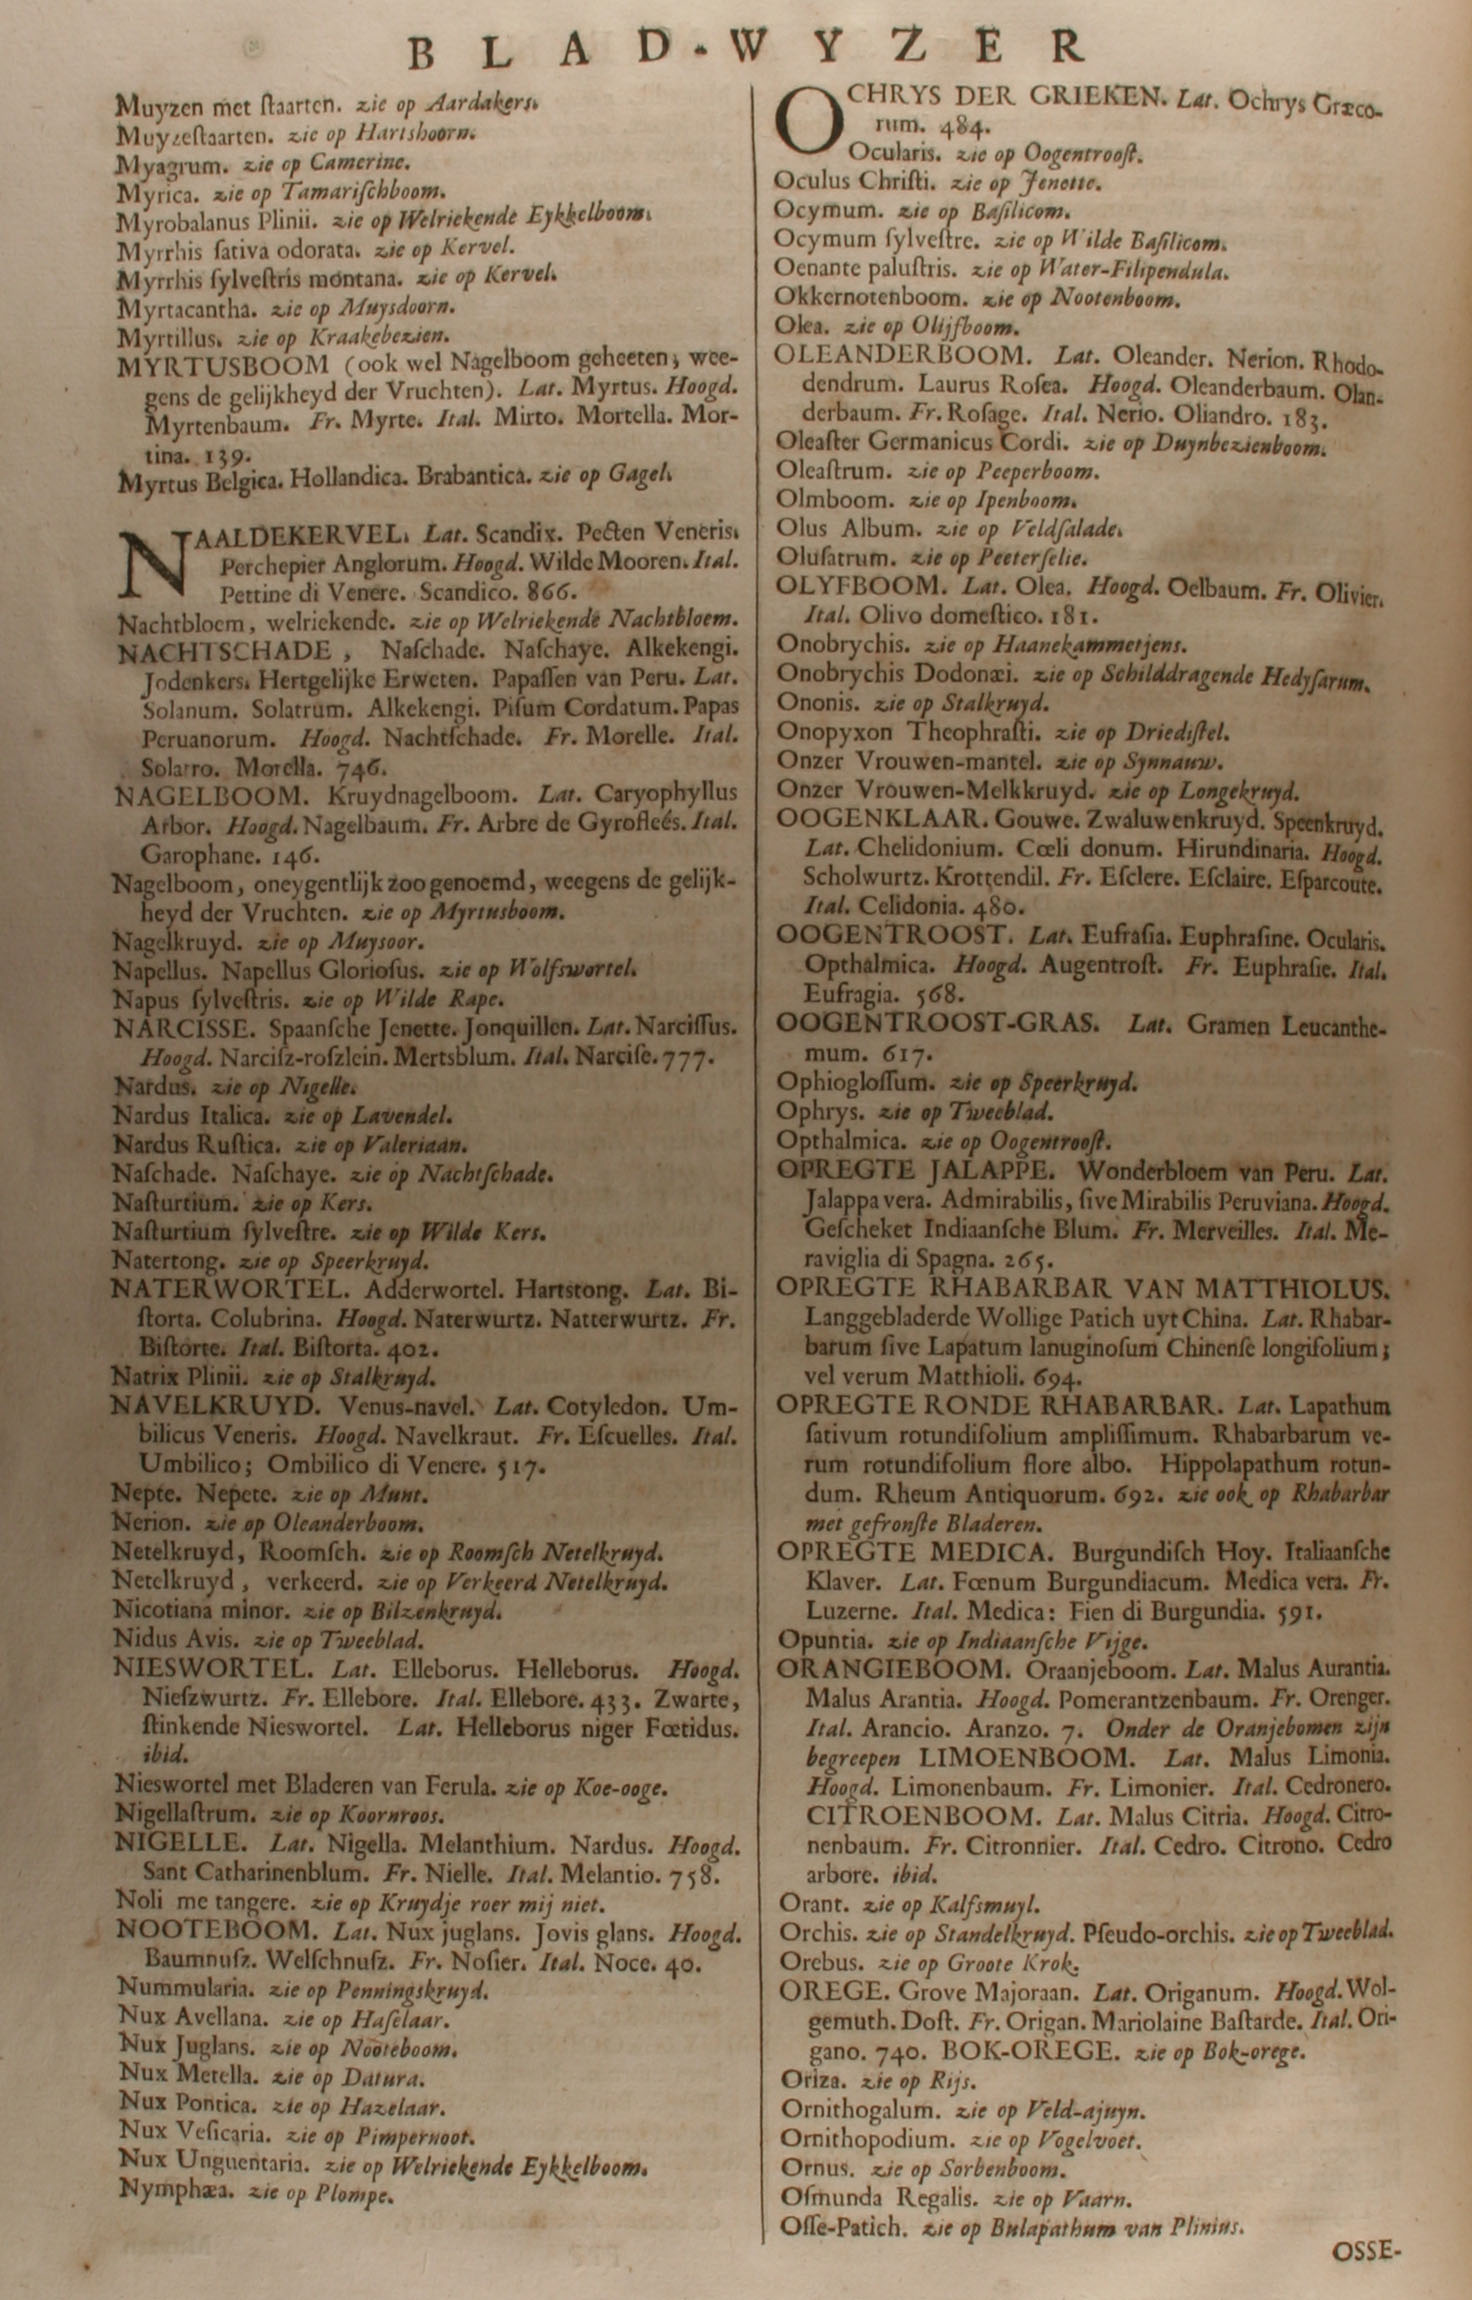 BLAD-WYZER
Muyzen met ſtaarten. zie op Aardakers.
Muyzeſtaarten. zie op Hartshoorn.
Myagrum. zie op Camerine.
Myrica. zie op Tamariſchboom.
Myrobalanus Plinii. zie op Welriekende Eykkelboom.
Myrrhis ſativa odorata. zie op Kervel.
Myrrhis ſylveſtris montana. zie op Kervel.
Myrtacantha. zie op Muysdoorn.
Myrtillus. zie op Kraakebezien.
MYRTUSBOOM (ook wel Nagelboom geheeten, wee-
gens de gelijkheyd der Vruchten). Lat. Myrtus. Hoogd.
Myrtenbaum. Fr. Myrte. Ital. Mirto. Mortella. Mor-
tina. 139.
Myrtus Belgica. Hollandica. Brabantica. zie op Gagel.
NAALDEKERVEL. Lat. Scandix. Pecten Veneris.
Perchepier Anglorum. Hoogd. Wilde Mooren. Ital.
Pettine di Venere. Scandico. 866.
Nachtbloem, welriekende. zie op Welriekende Nachtbloem.
NACHTSCHADE, Naſchade. Naſchaye. Alkekengi.
Jodenkers. Hertgelijke Erweten. Papaſſen van Peru. Lat.
Solanum. Solatrum. Alkekengi. Piſum Cordatum. Papas
Peruanorum. Hoogd. Nachtſchade. Fr. Morelle. Ital.
Solatro. Morella. 746.
NAGELBOOM. Kruydnagelboom. Lat. Caryophyllus
Arbor. Hoogd. Nagelbaum. Fr. Arbre de Gyrofleés. Ital.
Garophane. 146.
Nagelboom, oneygentlijk zoo genoemd, weegens de gelijk-
heyd der Vruchten. zie op Myrtusboom.
Nagelkruyd. zie op Muysoor.
Napellus. Napellus Glorioſus. zie op Wolfswortel.
Napus ſylveſtris. zie op Wilde Rape.
NARCISSE. Spaanſche Jenette. Jonquillen. Lat. Narciſſus.
Hoogd. Narciſz-roſzlein. Mertsblum. Ital. Narciſe. 777.
Nardus. zie op Nigelle.
Nardus Italica. zie op Lavendel.
Nardus Ruſtica. zie op Valeriaan.
Naſchade. Naſchaye. zie op Nachtſchade.
Naſturtium. zie op Kers.
Naſturtium ſylveſtre. zie op Wilde Kers.
Natertong. zie op Speerkruyd.
NATERWORTEL. Adderwortel. Hartstong. Lat. Bi-
ſtorta. Colubrina. Hoogd. Naterwurtz. Natterwurtz. Fr.
Biſtorte. Ital. Biſtorta. 402.
Natrix Plinii. zie op Stalkruyd.
NAVELKRUYD. Venus-navel. Lat. Cotyledon. Um-
bilicus Veneris. Hoogd. Navelkraut. Fr. Eſcuelles. Ital.
Umbilico; Ombilico di Venere. 517.
Nepte. Nepete. zie op Munt.
Nerion. zie op Oleanderboom.
Netelkruyd, Roomſch. zie op Roomſch Netelkruyd.
Netelkruyd, verkeerd. zie op Verkeerd Netelkruyd.
Nicotiana minor. zie op Bilzenkruyd.
Nidus Avis. zie op Tweeblad.
NIESWORTEL. Lat. Elleborus. Helleborus. Hoogd.
Nieſzwurtz. Fr. Ellebore. Ital. Ellebore. 433. Zwarte,
ſtinkende Nieswortel. Lat. Helleborus niger Fœtidus.
ibid.
Nieswortel met Bladeren van Ferula. zie op Koe-ooge.
Nigellaſtrum. zie op Koornroos.
NIGELLE. Lat. Nigella. Melanthium. Nardus. Hoogd.
Sant Catharinenblum. Fr. Nielle. Ital. Melantio. 758.
Noli me tangere. zie op Kruydje roer mij niet.
NOOTEBOOM. Lat. Nux juglans. Jovis glans. Hoogd.
Baumnuſz. Welſchnuſz. Fr. Noſier. Ital. Noce. 40.
Nummularia. zie op Penningskruyd.
Nux Avellana. zie op Haſelaar.
Nux Juglans. zie op Nooteboom.
Nux Metella. zie op Datura.
Nux Pontica. zie op Hazelaar.
Nux Veſicaria. zie op Pimpernoot.
Nux Unguentaria. zie op Welriekende Eykkelboom.
Nymphæa. zie op Plompe.
OCHRYS DER GRIEKEN. Lat. Ochrys Græco-
rum. 484.
Ocularis. zie op Oogentrooſt.
Oculus Chriſti. zie op Jenette.
Ocymum. zie op Baſilicom.
Ocymum ſylveſtre. zie op Wilde Baſilicom.
Oenante paluſtris. zie op Water-Filipendula.
Okkernotenboom. zie op Nootenboom.
Olea. zie op Olijfboom.
OLEANDERBOOM. Lat. Oleander. Nerion. Rhodo-
dendrum. Laurus Roſea. Hoogd. Oleanderbaum. Olan-
derbaum. Fr. Roſage. Ital. Nerio. Oliandro. 183.
Oleaſter Germanicus Cordi. zie op Duynbezienboom.
Oleaſtrum. zie op Peeperboom.
Olmboom. zie op Ipenboom.
Olus Album. zie op Veldſalade.
Oluſatrum. zie op Peeterſelie.
OLYFBOOM. Lat. Olea. Hoogd. Oelbaum. Fr. Olivier.
Ital. Olivo domeſtico. 181.
Onobrychis. zie op Haanekammetjens.
Onobrychis Dodonæi. zie op Schilddragende Hedyſarum.
Ononis. zie op Stalkruyd.
Onopyxon Theophraſti. zie op Driediſtel.
Onzer Vrouwen-mantel. zie op Synnauw.
Onzer Vrouwen-Melkkruyd. zie op Longekruyd.
OOGENKLAAR. Gouwe. Zwaluwenkruyd. Speenkruyd.
Lat. Chelidonium. Cœli donum. Hirundinaria. Hoogd.
Scholwurtz. Krottendil. Fr. Eſclere. Eſclaire. Eſparcoute.
Ital. Celidonia. 480.
OOGENTROOST. Lat. Eufraſia. Euphraſine. Ocularis.
Opthalmica. Hoogd. Augentroſt. Fr. Euphraſie. Ital.
Eufragia. 568.
OOGENTROOST-GRAS. Lat. Gramen Leucanthe-
mum. 617.
Ophiogloſſum. zie op Speerkruyd.
Ophrys. zie op Tweeblad.
Opthalmica. zie op Oogentrooſt.
OPREGTE JALAPPE. Wonderbloem van Peru. Lat.
Jalappa vera. Admirabilis, ſive Mirabilis Peruviana. Hoogd.
Geſcheket Indiaanſche Blum. Fr. Merveilles. Ital. Me-
raviglia di Spagna. 265.
OPREGTE RHABARBAR VAN MATTHIOLUS.
Langgebladerde Wollige Patich uyt China. Lat. Rhabar-
barum ſive Lapatum lanuginoſum Chinenſe longifolium;
vel verum Matthioli. 694.
OPREGTE RONDE RHABARBAR. Lat. Lapathum
ſativum rotundifolium ampliſſimum. Rhabarbarum ve-
rum rotundifolium flore albo. Hippolapathum rotun-
dum. Rheum Antiquorum. 692. zie ook op Rhabarbar
met gefronſte Bladeren.
OPREGTE MEDICA. Burgundiſch Hoy. Italiaanſche
Klaver. Lat. Fœnum Burgundiacum. Medica vera. Fr.
Luzerne. Ital. Medica: Fien di Burgundia. 591.
Opuntia. zie op Indiaanſche Vijge.
ORANGIEBOOM. Oraanjeboom. Lat. Malus Aurantia.
Malus Arantia. Hoogd. Pomerantzenbaum. Fr. Orenger.
Ital. Arancio. Aranzo. 7. Onder de Oranjebomen zijn
begreepen LIMOENBOOM. Lat. Malus Limonia.
Hoogd. Limonenbaum. Fr. Limonier. Ital. Cedronero.
CITROENBOOM. Lat. Malus Citria. Hoogd. Citro-
nenbaum. Fr. Citronnier. Ital. Cedro. Citrono. Cedro
arbore. ibid.
Orant. zie op Kalfsmuyl.
Orchis. zie op Standelkruyd. Pſeudo-orchis. zie op Tweeblad.
Orebus. zie op Groote Krok.
OREGE. Grove Majoraan. Lat. Origanum. Hoogd. Wol-
gemuth. Doſt. Fr. Origan. Mariolaine Baſtarde. Ital. Ori-
gano. 740. BOK-OREGE. zie op Bok-orege.
Oriza. zie op Rijs.
Ornithogalum. zie op Veld-ajuyn.
Ornithopodium. zie op Vogelvoet.
Ornus. zie op Sorbenboom.
Oſmunda Regalis. zie op Vaarn.
Oſſe-Patich. zie op Bulapathum van Plinius.
OSSE-